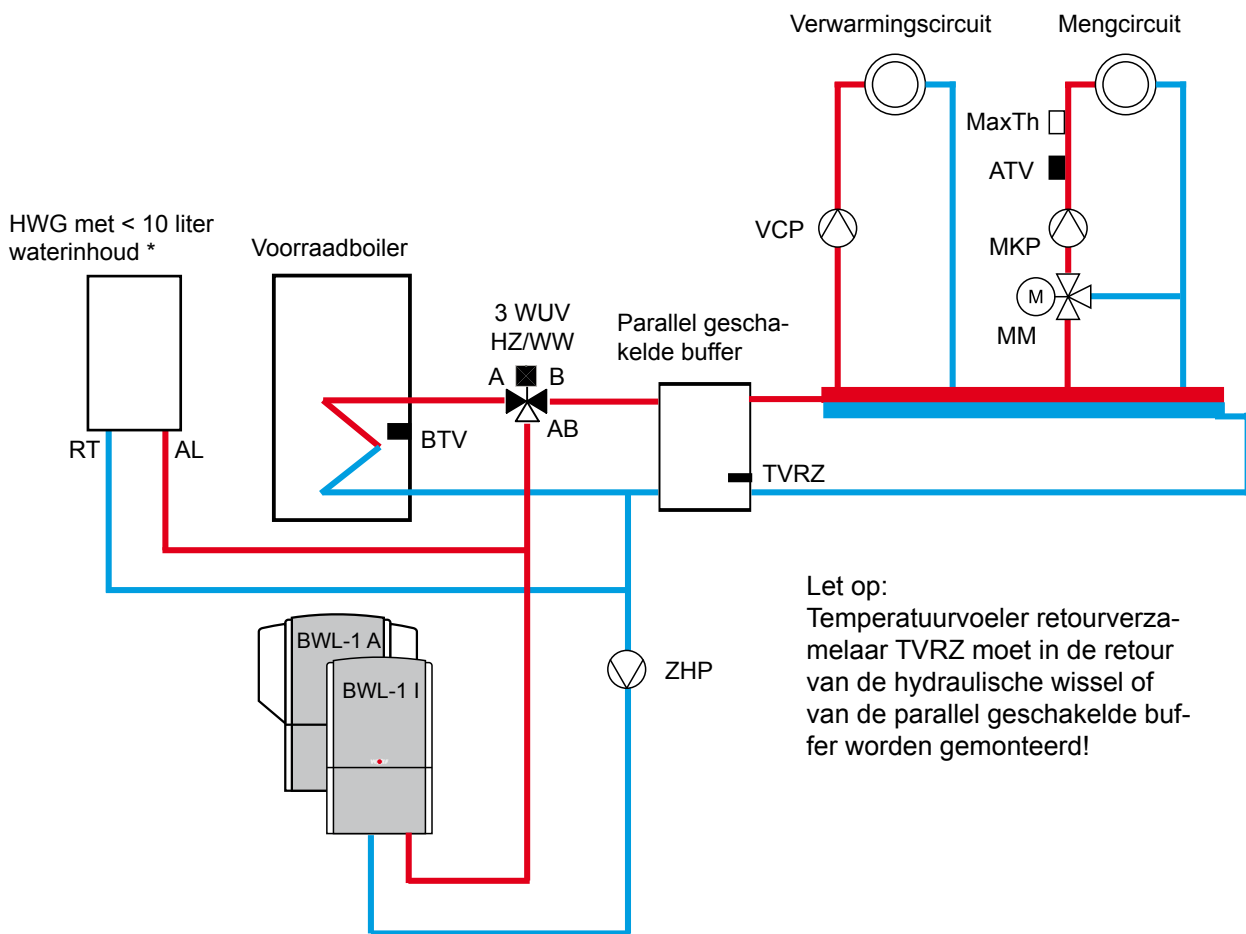 Verwarmingscircuit
Mengcircuit
MaxTh
ATV
HWG met < 10 liter
waterinhoud *
Voorraadboiler
VCP
MKP
3 WUV
HZ/WW
Parallel gescha-
kelde buffer
M
MM
A
B
AB
RT
AL
BTV
TVRZ
Let op:
Temperatuurvoeler retourverza-
melaar TVRZ moet in de retour
van de hydraulische wissel of
van de parallel geschakelde buf-
fer worden gemonteerd!
BWL-1 A
BWL-1 I
ZHP